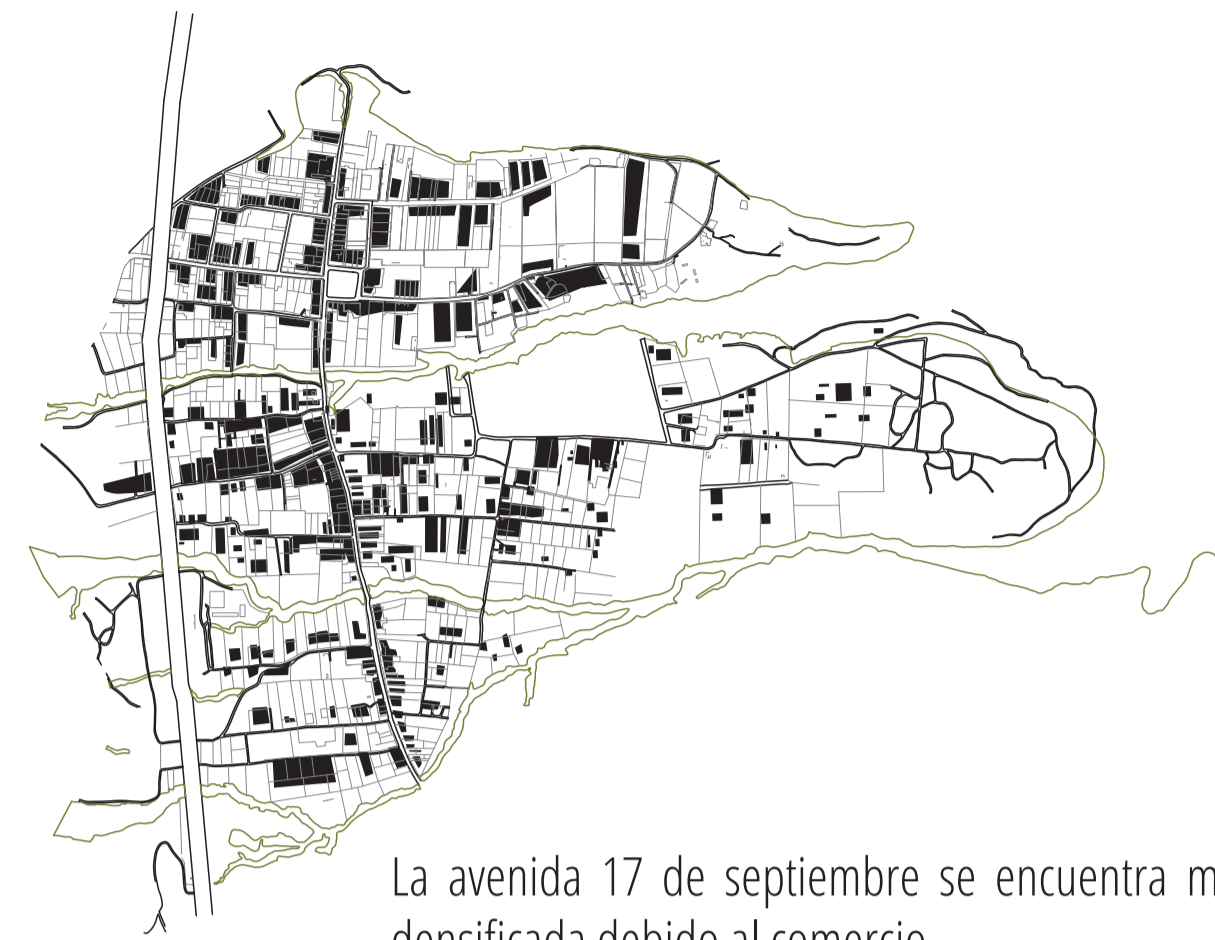 La avenida 17 de septiembre se encuentra
densificada debido al comercio